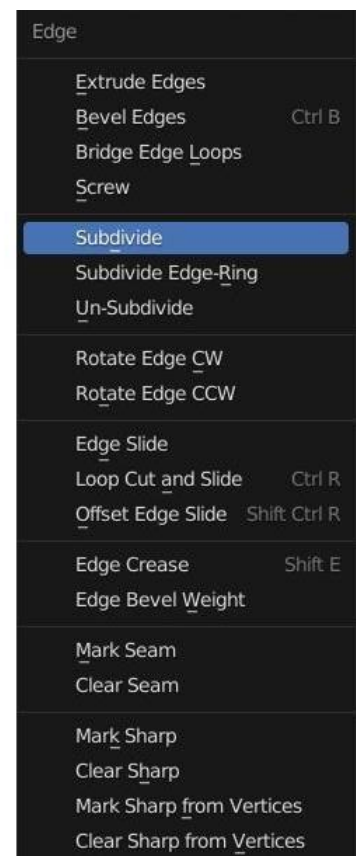 Edge
Extrude Edges
Bevel Edges Ctrl B
Bridge Edge Loops
Screw
Subdivide
Subdivide Edge-Ring
Un-Subdivide
Rotate Edge CW
Rotate Edge CCW
Edge Slide
Loop Cut and Slide Ctrl R
Offset Edge Slide Shift Ctrl R
Edge Crease Shift E
Edge Bevel Weight
Mark Seam
Clear Seam
Mark Sharp
Clear Sharp
Mark Sharp from Vertices
Clear Sharp from Vertices